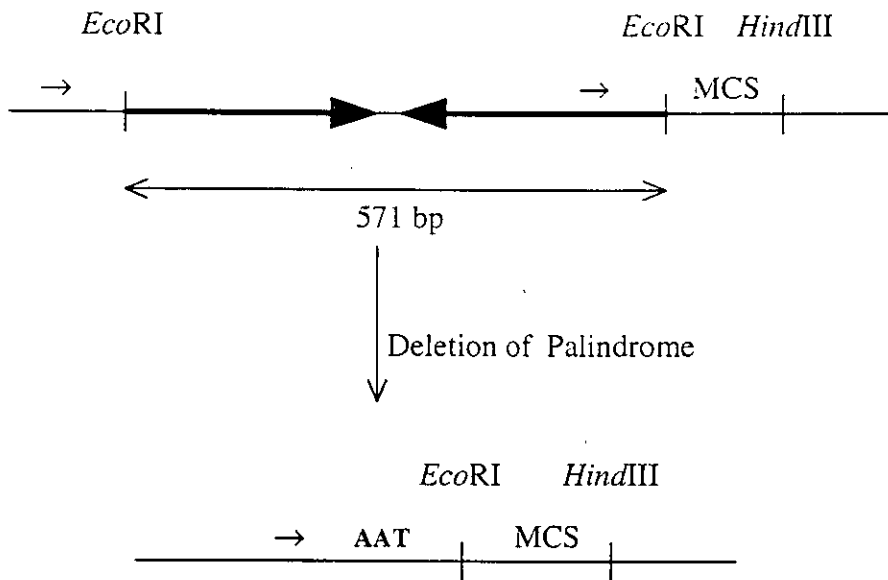 EcoRI EcoRI HindIII
→ → MCS
571 bp
Deletion of Palindrome
EcoRI HindIII
→ AAT MCS